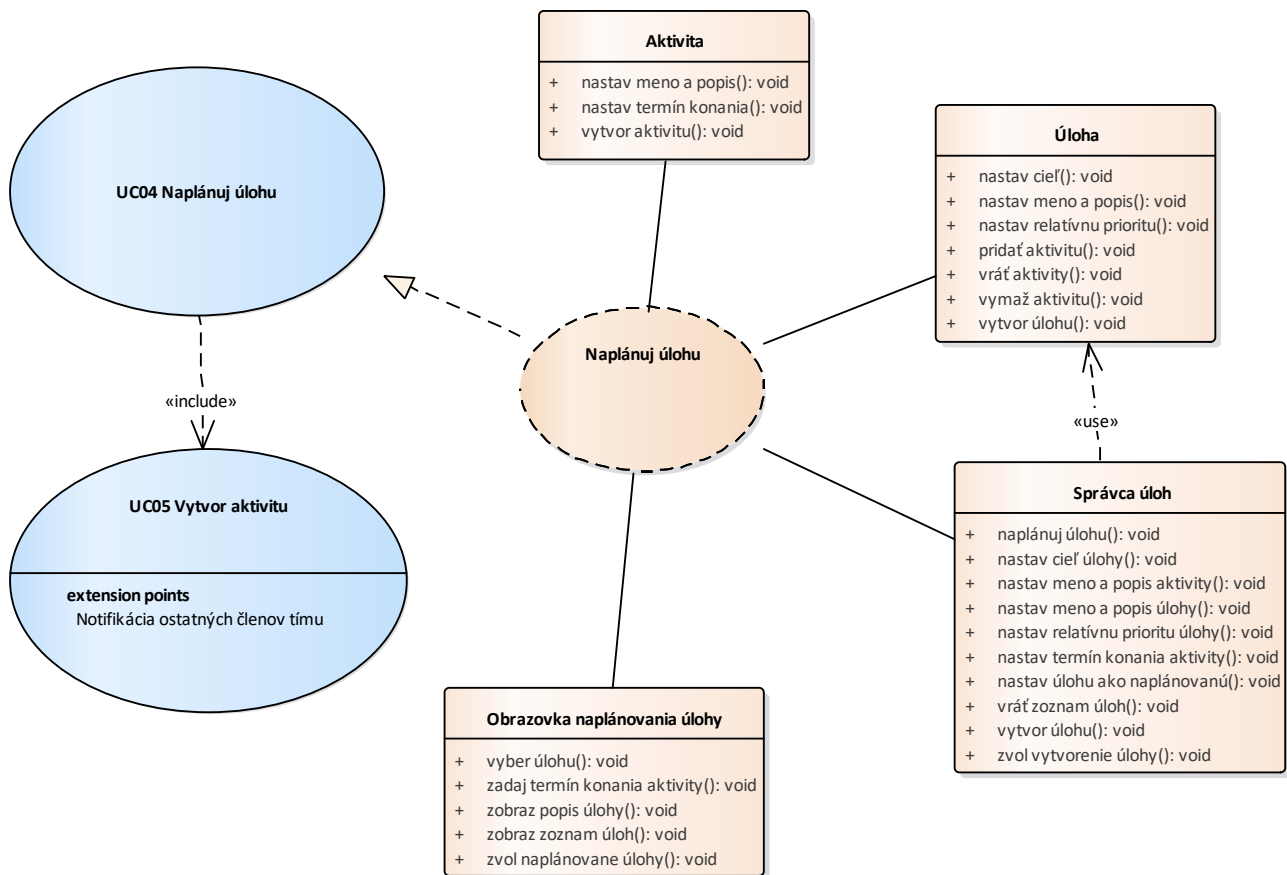 Aktivita
+ nastav meno a popis(): void
+ nastav termín konania(): void
+ vytvor aktivitu(): void
UC04 Naplánuj úlohu
Úloha
+ nastav cieľ(): void
+ nastav meno a popis(): void
+ nastav relatívnu prioritu(): void
+ pridať aktivitu(): void
+ vráť aktivity(): void
+ vymaž aktivitu(): void
+ vytvor úlohu(): void
Naplánuj úlohu
«include»
«use»
UC05 Vytvor aktivitu
extension points
Notifikácia ostatných členov tímu
Správca úloh
+ naplánuj úlohu(): void
+ nastav cieľ úlohy(): void
+ nastav meno a popis aktivity(): void
+ nastav meno a popis úlohy(): void
+ nastav relatívnu prioritu úlohy(): void
+ nastav termín konania aktivity(): void
+ nastav úlohu ako naplánovanú(): void
+ vráť zoznam úloh(): void
+ vytvor úlohu(): void
+ zvol vytvorenie úlohy(): void
Obrazovka naplánovania úlohy
+ vyber úlohu(): void
+ zadaj termín konania aktivity(): void
+ zobraz popis úlohy(): void
+ zobraz zoznam úloh(): void
+ zvol naplánovane úlohy(): void